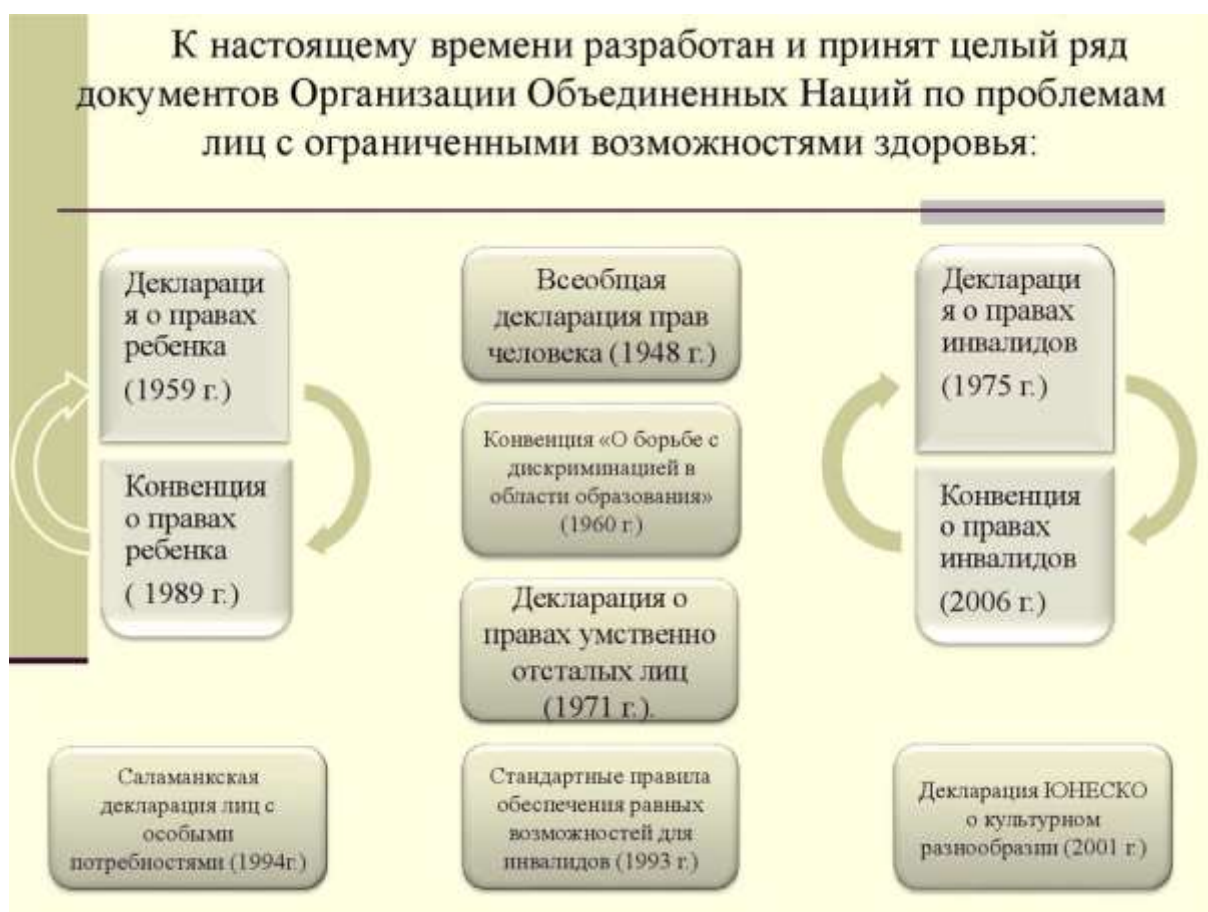 К настоящему времени разработан и принят целый ряд
документов Организации Объединенных Наций по проблемам
лиц с ограниченными возможностями здоровья:
Деклараци
я о правах
ребенка
(1959 г.)
Конвенция
о правах
ребенка
( 1989 г.)
Всеобщая
декларация прав
человека (1948 г.)
Конвенция «О борьбе с
дискриминацией в
области образования»
(1960 г.)
Декларация о
правах умственно
отсталых лиц
(1971 г.).
Деклараци
я о правах
инвалидов
(1975 г.)
Конвенция
о правах
инвалидов
(2006 г.)
Саламанкская
декларация лиц с
особыми
потребностями (1994г.)
Стандартные правила
обеспечения равных
возможностей для
инвалидов (1993 г.)
Декларация ЮНЕСКО
о культурном
разнообразии (2001 г.)